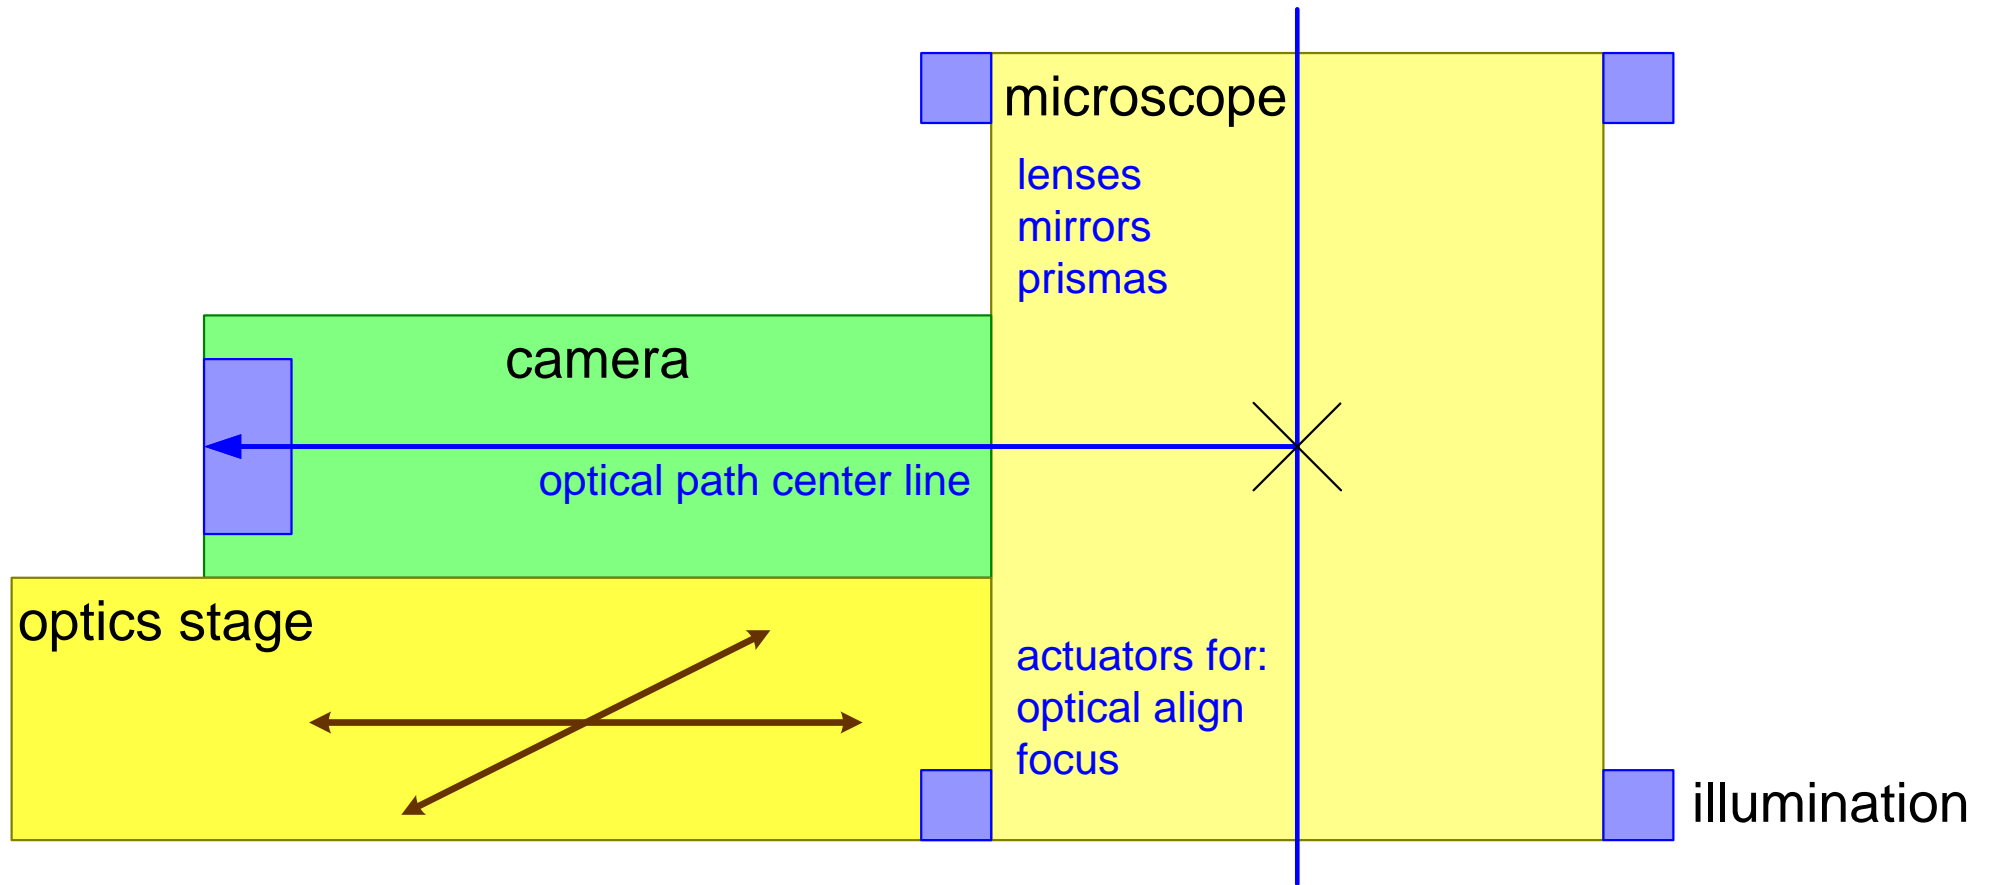 microscope
lenses
mirrors
prismas
camera
optical path center line
optics stage
actuators for:
optical align
focus
illumination